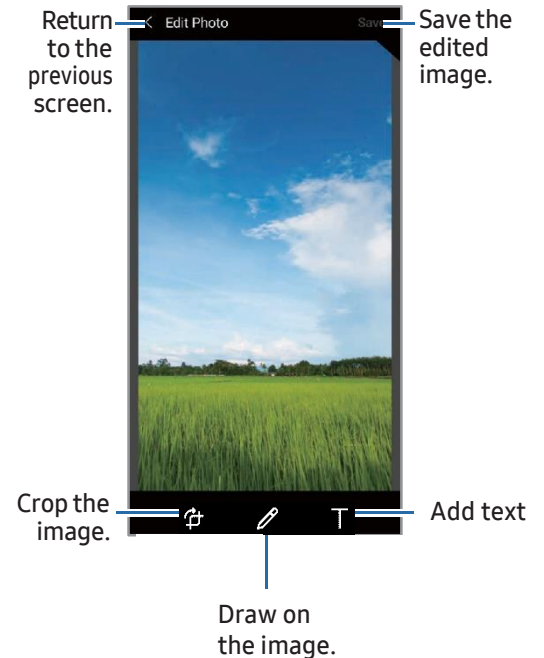 Return
to the
previous
screen.
Edit Photo
Save
Save the
edited
image.
Crop the
image.
T
Add text
Draw on
the image.